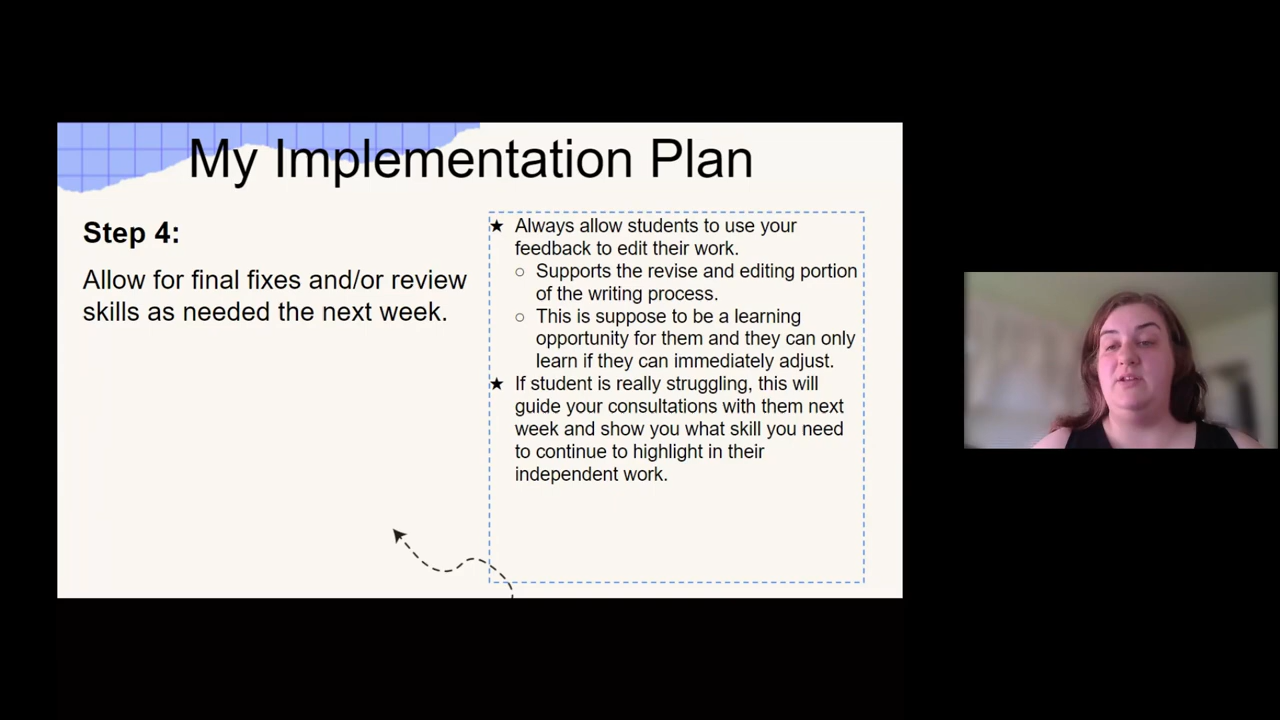 My Implementation Plan
Step 4:
Allow for final fixes and/or review
skills as needed the next week.
★ Always allow students to use your
feedback to edit their work.
○ Supports the revise and editing portion
of the writing process.
○ This is suppose to be a learning
opportunity for them and they can only
learn if they can immediately adjust.
★ If student is really struggling, this will
guide your consultations with them next
week and show you what skill you need
to continue to highlight in their
independent work.